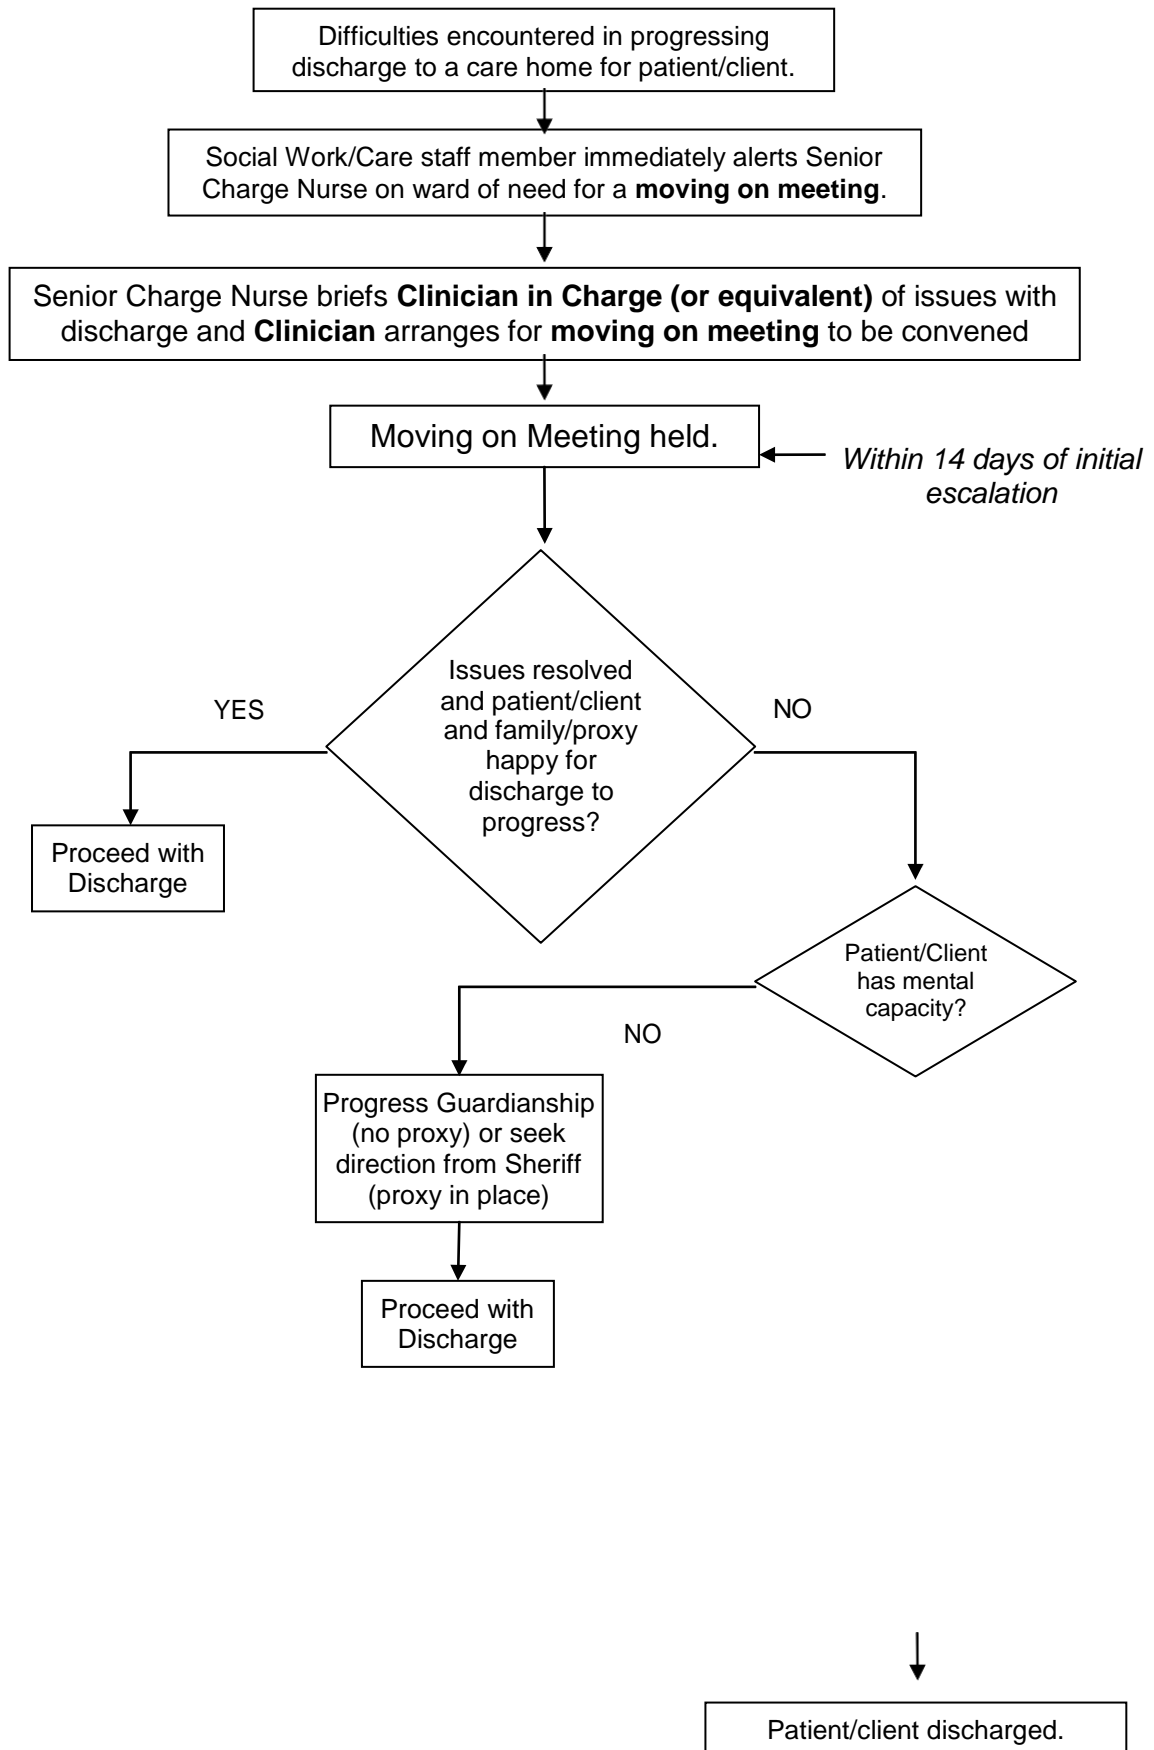 Difficulties encountered in progressing
discharge to a care home for patient/client.
Social Work/Care staff member immediately alerts Senior
Charge Nurse on ward of need for a moving on meeting.
Senior Charge Nurse briefs Clinician in Charge (or equivalent) of issues with
discharge and Clinician arranges for moving on meeting to be convened
Moving on Meeting held.
Within 14 days of initial
escalation
Issues resolved
and patient/client
and family/proxy
happy for
discharge to
progress?
YES
NO
Proceed with
Discharge
Patient/Client
has mental
capacity?
NO
Progress Guardianship
(no proxy) or seek
direction from Sheriff
(proxy in place)
Proceed with
Discharge
Patient/client discharged.